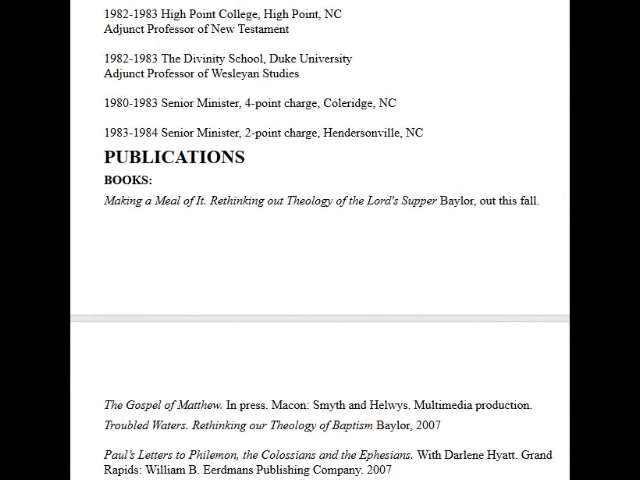 1982-1983 High Point College, High Point, NC
Adjunct Professor of New Testament
1982-1983 The Divinity School, Duke University
Adjunct Professor of Wesleyan Studies
1980-1983 Senior Minister, 4-point charge, Coleridge, NC
1983-1984 Senior Minister, 2-point charge, Hendersonville, NC
PUBLICATIONS
BOOKS:
Making a Meal of It. Rethinking out Theology of the Lord's Supper Baylor, out this fall.
The Gospel of Matthew. In press. Macon: Smyth and Helwys. Multimedia production.
Troubled Waters. Rethinking our Theology of Baptism Baylor, 2007
Paul's Letters to Philemon, the Colossians and the Ephesians. With Darlene Hyatt. Grand
Rapids: William B. Eerdmans Publishing Company. 2007